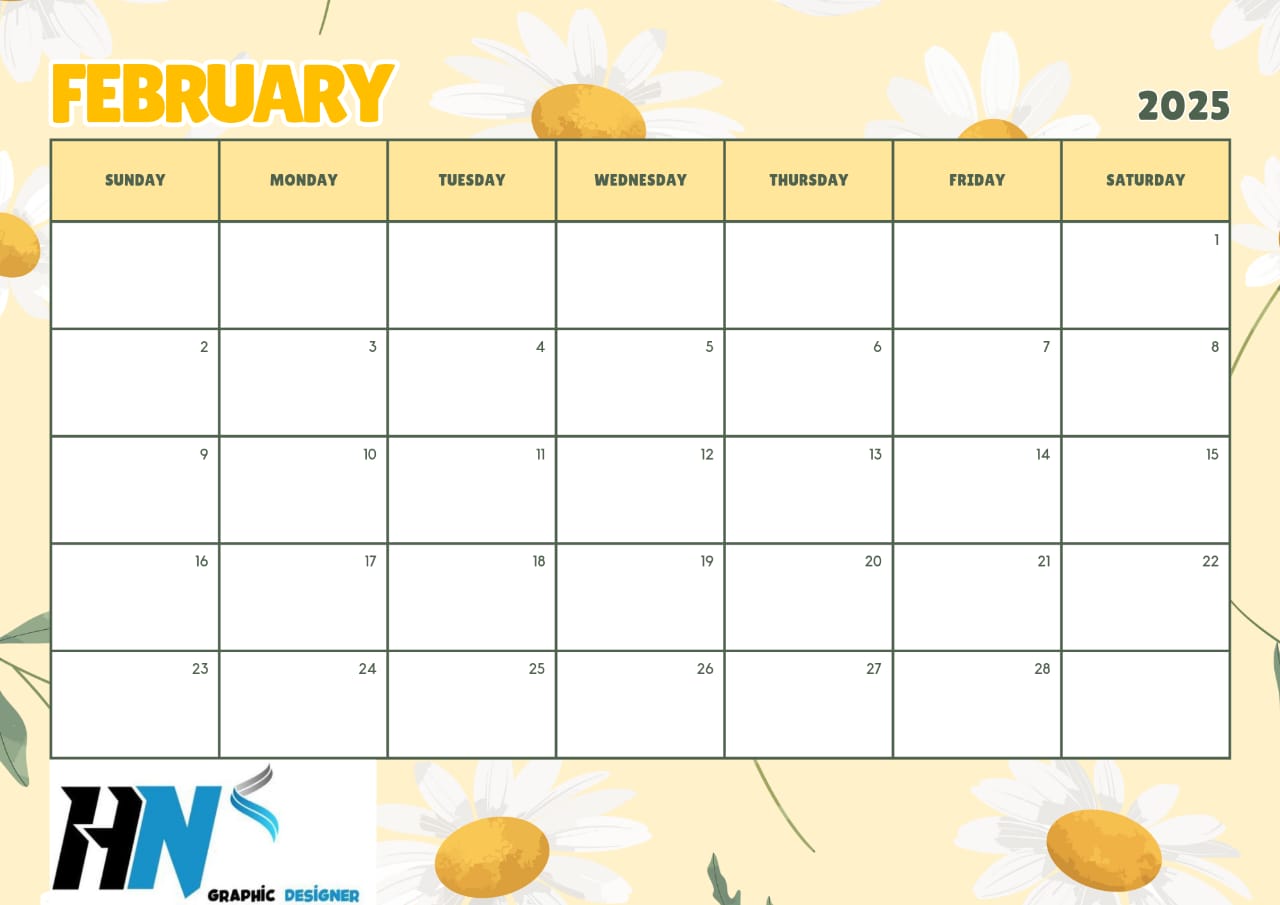 FEBRUARY
2025
SUNDAY MONDAY TUESDAY WEDNESDAY THURSDAY FRIDAY SATURDAY
1
2 3 4 5 6 7 8
9 10 11 12 13 14 15
16 17 18 19 20 21 22
23 24 25 26 27 28
HN
GRAPHIC DESIGNER